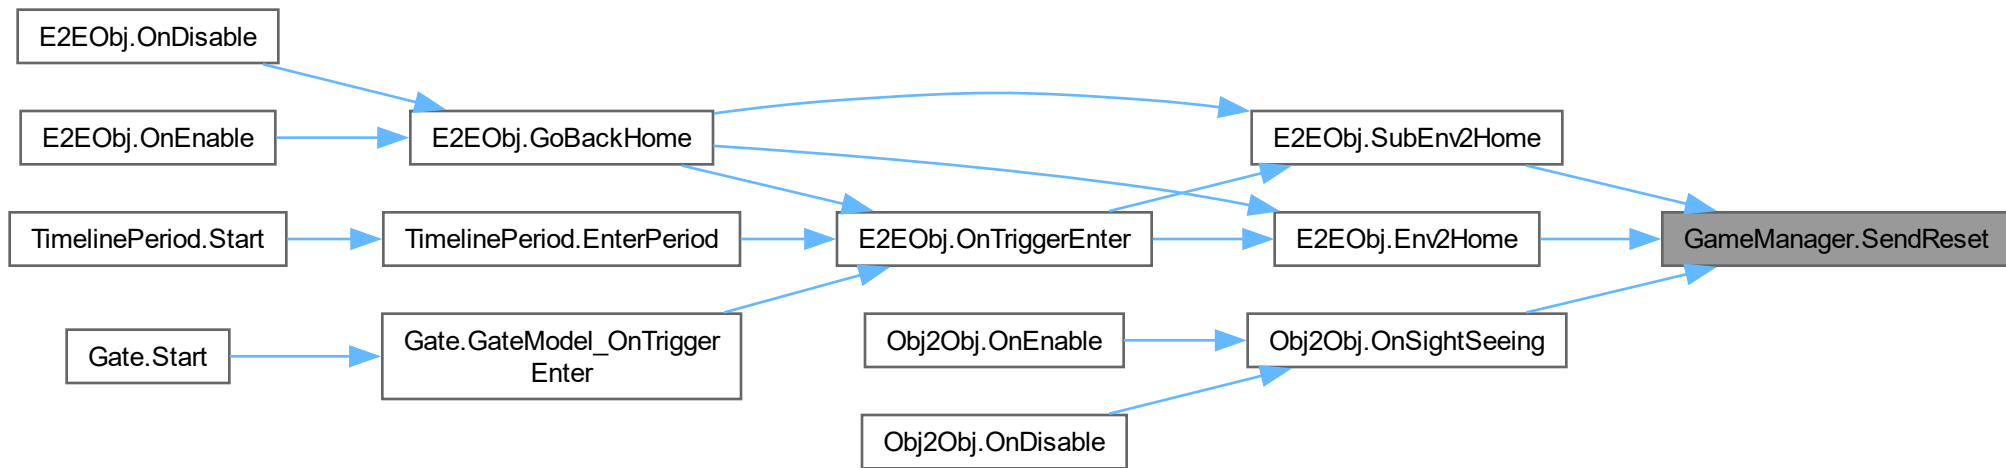 E2EObj.OnDisable
E2EObj.OnEnable
E2EObj.GoBackHome
E2EObj.SubEnv2Home
TimelinePeriod.Start
TimelinePeriod.EnterPeriod
E2EObj.OnTriggerEnter
E2EObj.Env2Home
GameManager.SendReset
Gate.Start
Gate.GateModel_OnTrigger
Enter
Obj2Obj.OnEnable
Obj2Obj.OnSightSeeing
Obj2Obj.OnDisable